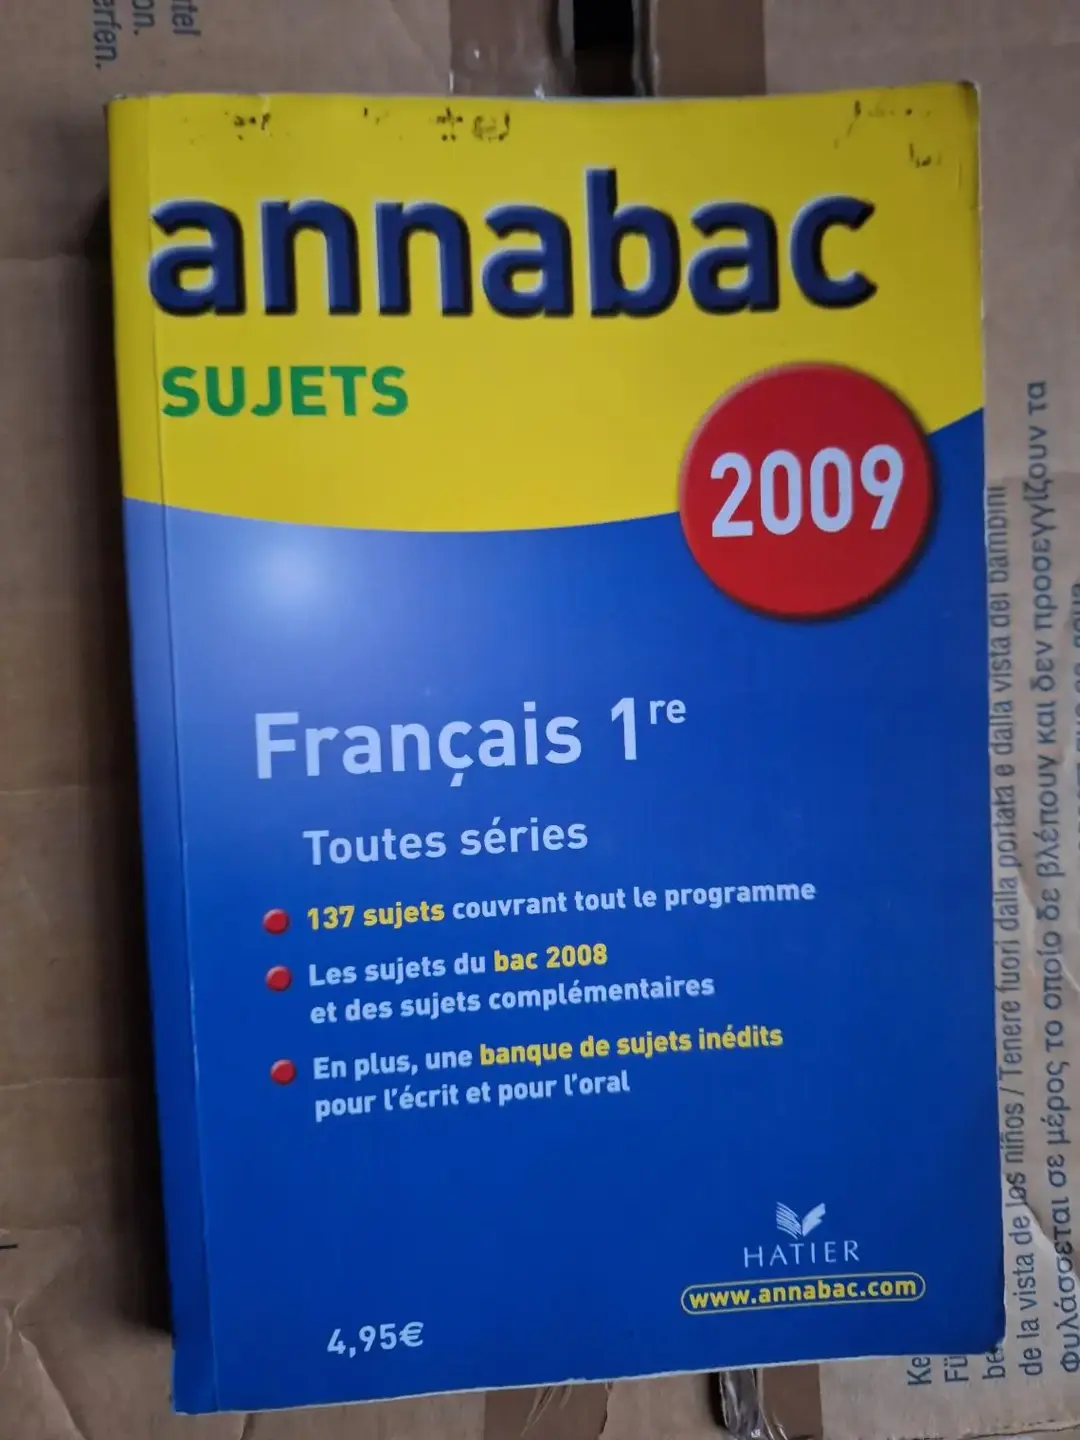 annabac
SUJETS
2009
Français 1re
Toutes séries
137 sujets couvrant tout le programme
Les sujets du bac 2008
et des sujets complémentaires
En plus, une banque de sujets inédits
pour l'écrit et pour l'oral
HATIER
www.annabac.com
4,95€
de la vista de los niños / Tenere fuori dalla portata e dalla vista dei bambini
Φυλάσσεται σε μέρος το οποίο δε βλέπουν και δεν προσεγγίζουν τα